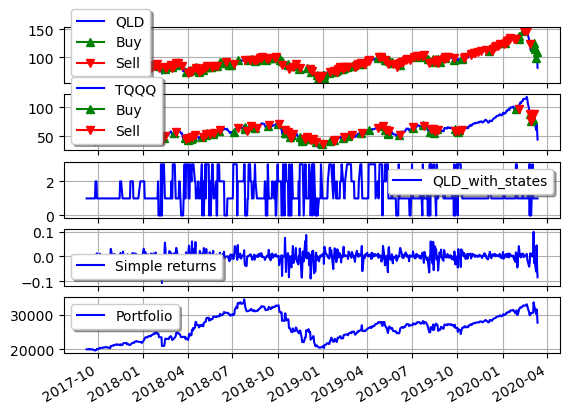 150
100
QLD
Buy
Sell
100
50
TQQQ
Buy
Sell
2
0
QLD_with_states
0.1
0.0
−0.1
Simple returns
30000
20000
Portfolio
2017-10 2018-01 2018-04 2018-07 2018-10 2019-01 2019-04 2019-07 2019-10 2020-01 2020-04